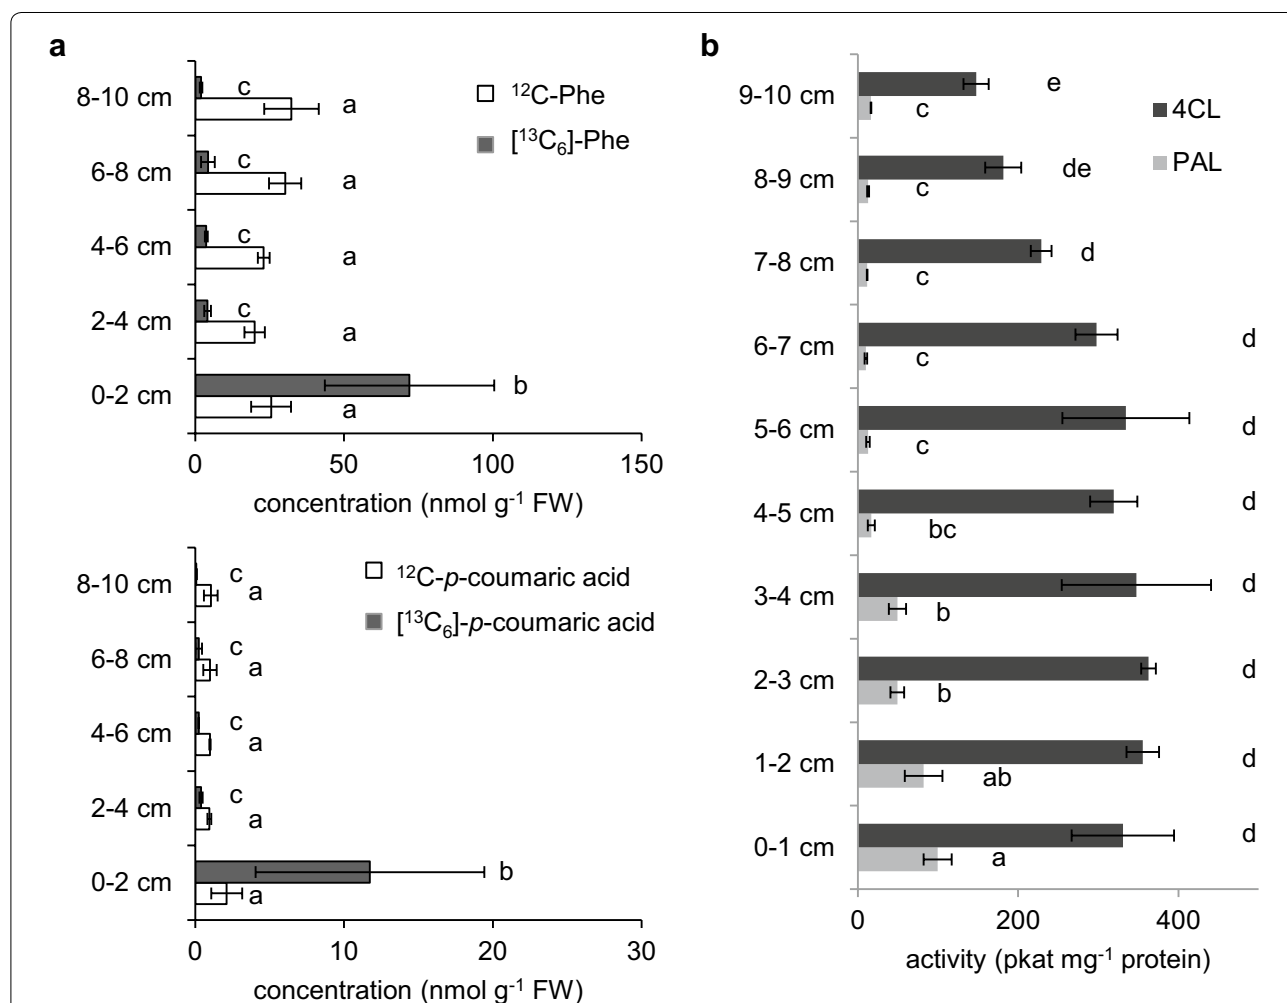 a
8-10 cm
c
a
6-8 cm
c
a
4-6 cm
c
a
2-4 cm
c
a
0-2 cm
b
a
¹²C-Phe
[¹³C₆]-Phe
0 50 100 150
concentration (nmol g⁻¹ FW)
8-10 cm
c
a
6-8 cm
c
a
4-6 cm
c
a
2-4 cm
c
a
0-2 cm
b
a
¹²C-p-coumaric acid
[¹³C₆]-p-coumaric acid
0 10 20 30
concentration (nmol g⁻¹ FW)
b
9-10 cm
e
c
8-9 cm
de
c
7-8 cm
d
c
6-7 cm
d
c
5-6 cm
d
c
4-5 cm
d
bc
3-4 cm
d
b
2-3 cm
d
b
1-2 cm
d
ab
0-1 cm
d
a
4CL
PAL
0 200 400
activity (pkat mg⁻¹ protein)